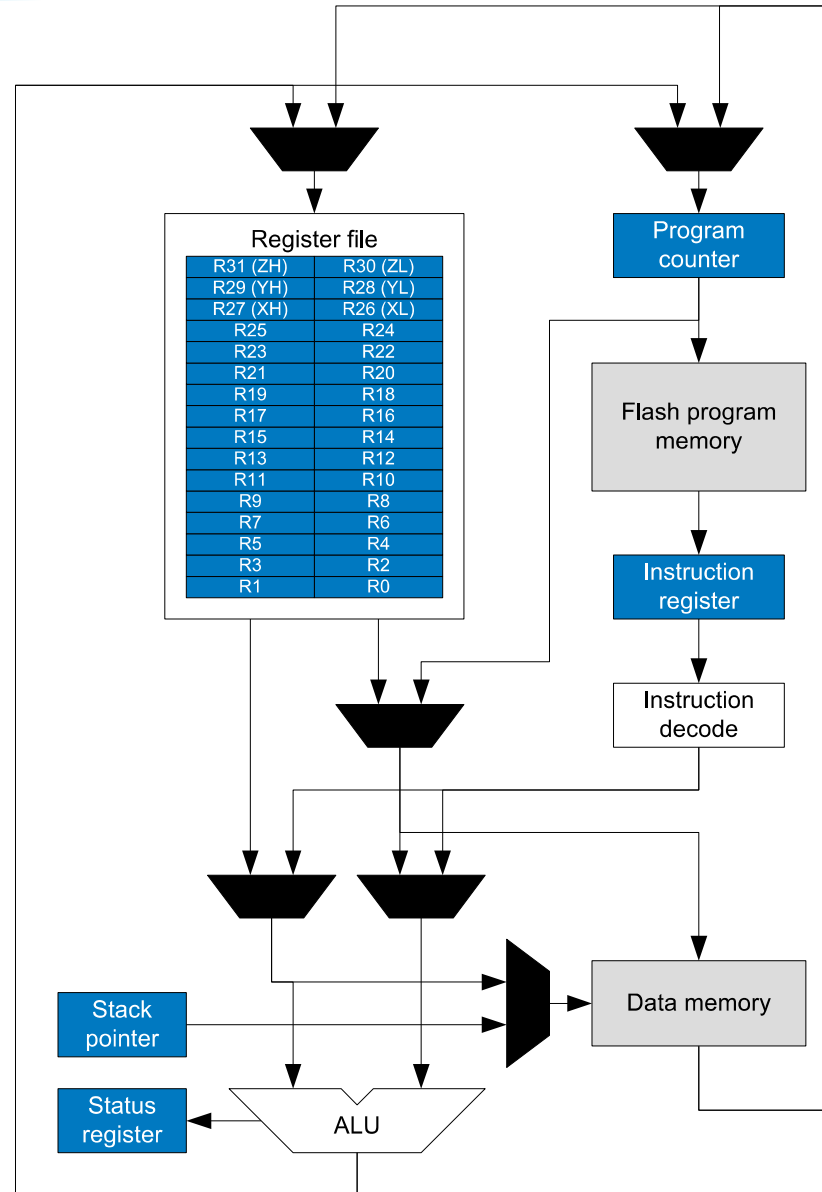 Register file
R31 (ZH) R30 (ZL)
R29 (YH) R28 (YL)
R27 (XH) R26 (XL)
R25 R24
R23 R22
R21 R20
R19 R18
R17 R16
R15 R14
R13 R12
R11 R10
R9 R8
R7 R6
R5 R4
R3 R2
R1 R0
Program
counter
Flash program
memory
Instruction
register
Instruction
decode
Stack
pointer
Data memory
Status
register
ALU